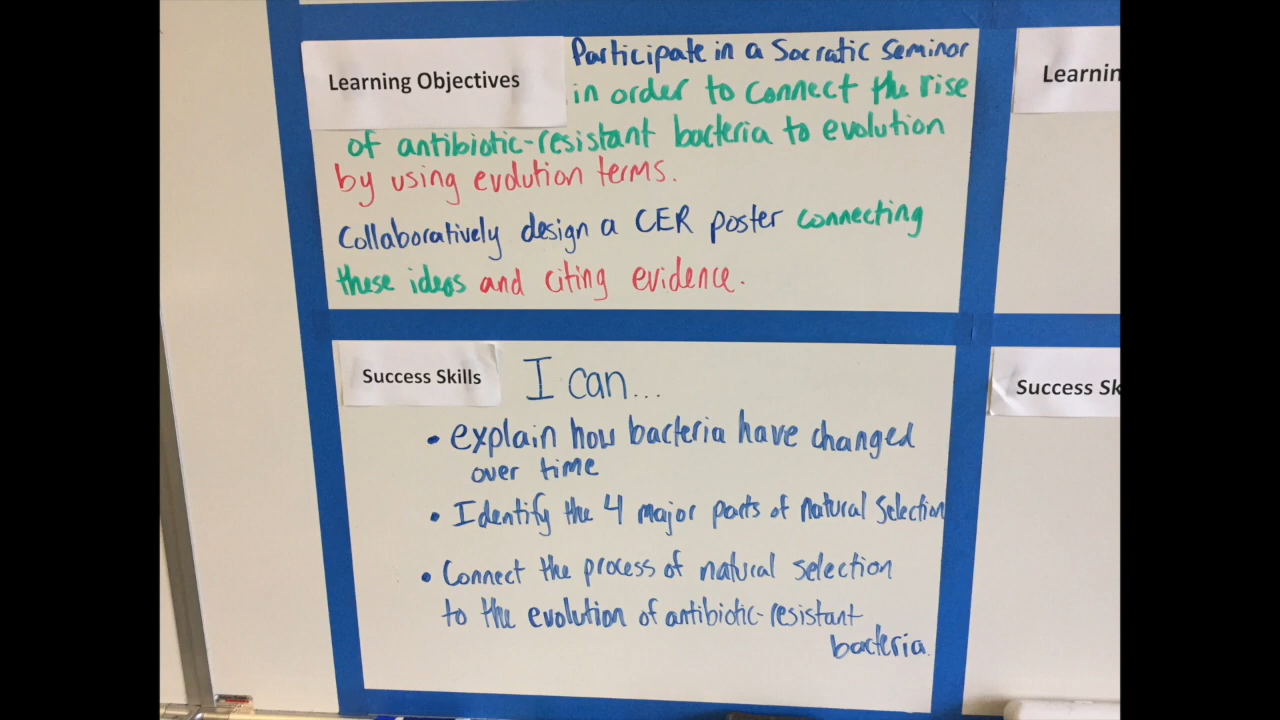 Learning Objectives
Participate in a Socratic seminor
in order to connect the rise
of antibiotic-resistant bacteria to evolution
by using evolution terms.
Collaboratively design a CER poster connecting
these ideas and citing evidence.
Learnin
Success Skills
I can...
• explain how bacteria have changed
over time
• Identify the 4 major parts of natural selection
• Connect the process of natural selection
to the evolution of antibiotic-resistant
bacteria.
Success Sk